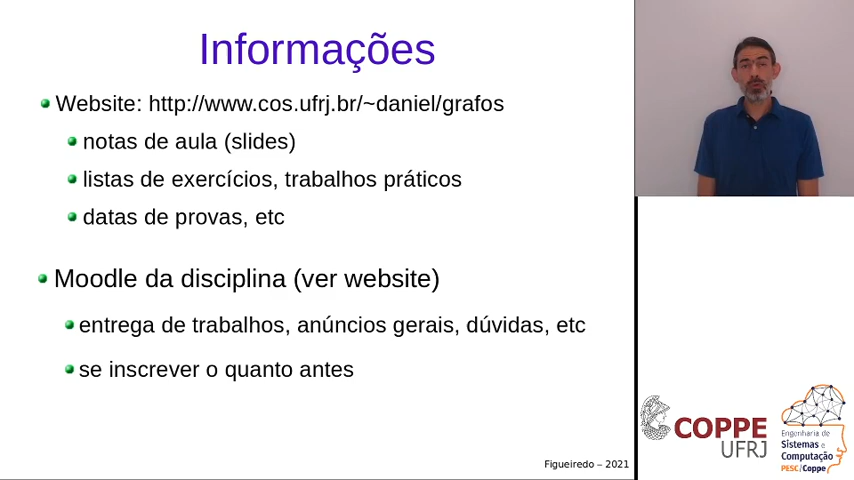 Informações
Website: http://www.cos.ufrj.br/~daniel/grafos
notas de aula (slides)
listas de exercícios, trabalhos práticos
datas de provas, etc
Moodle da disciplina (ver website)
entrega de trabalhos, anúncios gerais, dúvidas, etc
se inscrever o quanto antes
COPPE
UFRJ
Engenharia de
Sistemas e
Computação
PESC/Coppe
Figueiredo – 2021